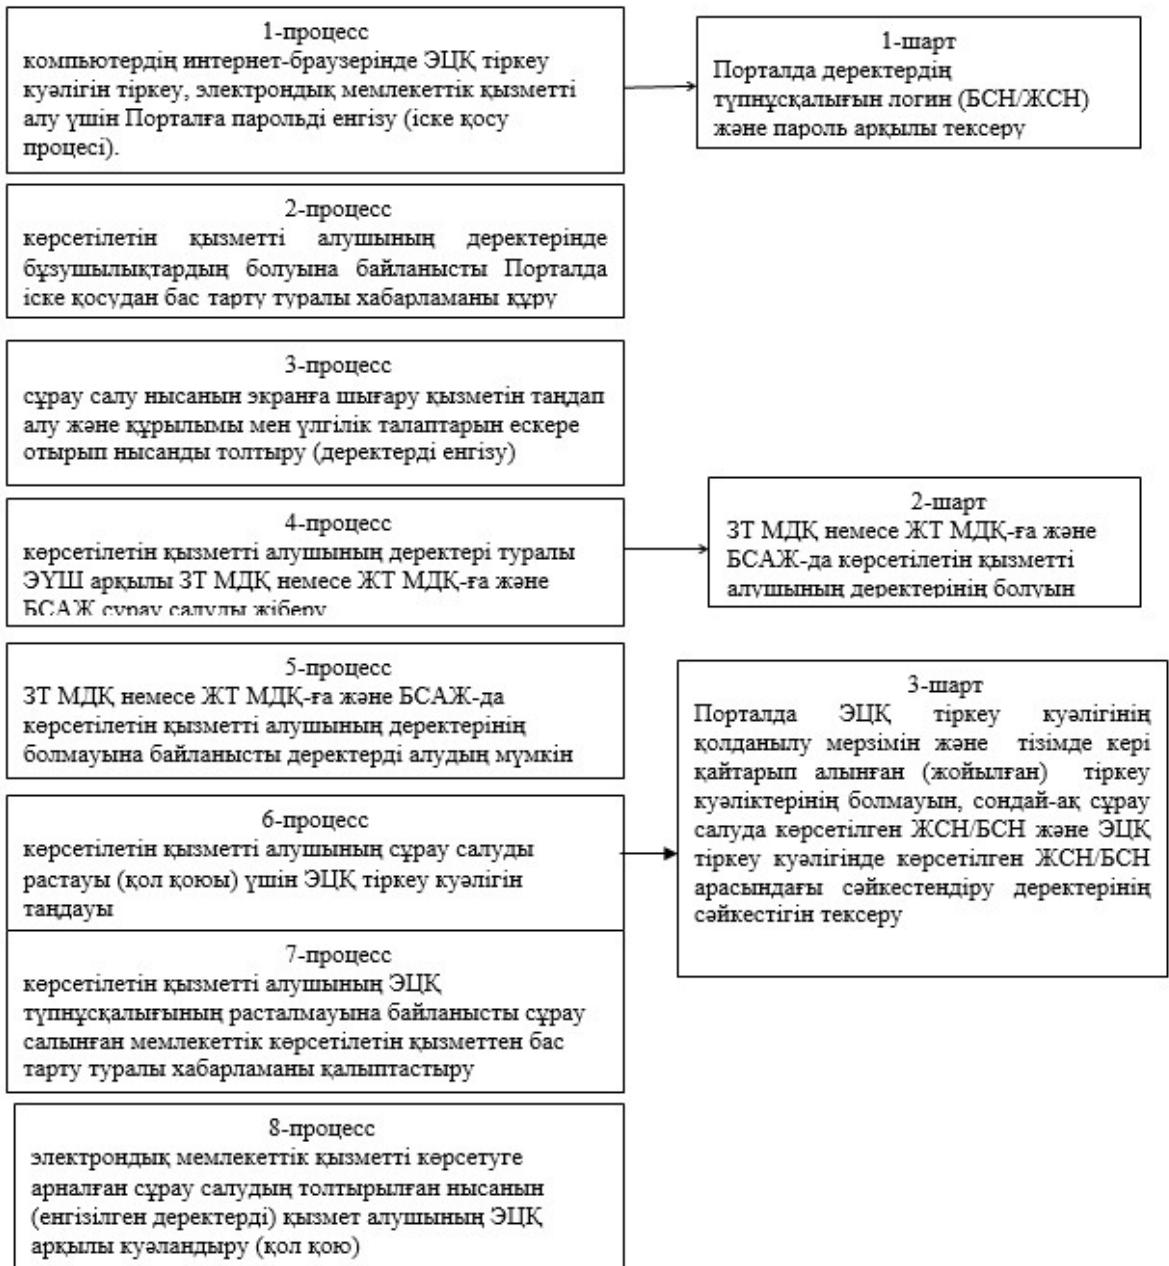 1-процесс
компьютердің интернет-браузерінде ЭЦҚ тіркеу
куәлігін тіркеу, электрондық мемлекеттік қызметті
алу үшін Порталға парольді енгізу (іске қосу
процесі).
1-шарт
Порталда деректердің
түпнұсқалығын логин (БСН/ЖСН)
және пароль арқылы тексеру
2-процесс
көрсетілетін қызметті алушының деректерінде
бұзушылықтардың болуына байланысты Порталда
іске қосудан бас тарту туралы хабарламаны құру
3-процесс
сұрау салу нысанын экранға шығару қызметін таңдап
алу және құрылымы мен үлгілік талаптарын ескере
отырып нысанды толтыру (деректерді енгізу)
4-процесс
көрсетілетін қызметті алушының деректері туралы
ЭҮШ арқылы ЗТ МДҚ немесе ЖТ МДҚ-ға және
БСАЖ сұрау салуды жіберу
2-шарт
ЗТ МДҚ немесе ЖТ МДҚ-ға және
БСАЖ-да көрсетілетін қызметті
алушының деректерінің болуын
5-процесс
ЗТ МДҚ немесе ЖТ МДҚ-ға және БСАЖ-да
көрсетілетін қызметті алушының деректерінің
болмауына байланысты деректерді алудың мүмкін
3-шарт
Порталда ЭЦҚ тіркеу куәлігінің
қолданылу мерзімін және тізімде кері
қайтарып алынған (жойылған) тіркеу
куәліктерінің болмауын, сондай-ақ сұрау
салуда көрсетілген ЖСН/БСН және ЭЦҚ
тіркеу куәлігінде көрсетілген ЖСН/БСН
арасындағы сәйкестендіру деректерінің
сәйкестігін тексеру
6-процесс
көрсетілетін қызметті алушының сұрау салуды
растауы (қол қоюы) үшін ЭЦҚ тіркеу куәлігін
таңдауы
7-процесс
көрсетілетін қызметті алушының ЭЦҚ
түпнұсқалығының расталмауына байланысты сұрау
салынған мемлекеттік көрсетілетін қызметтен бас
тарту туралы хабарламаны қалыптастыру
8-процесс
электрондық мемлекеттік қызметті көрсетуге
арналған сұрау салудың толтырылған нысанын
(енгізілген деректерді) қызмет алушының ЭЦҚ
арқылы куәландыру (қол қою)